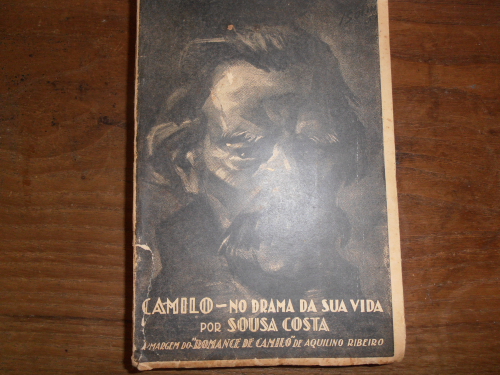 CAMILO — NO DRAMA DA SUA VIDA
POR SOUSA COSTA
À MARGEM DO "ROMANCE DE CAMILO" DE AQUILINO RIBEIRO